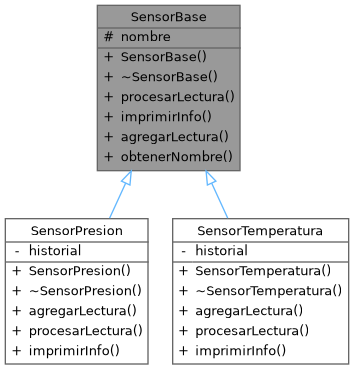 SensorBase
# nombre
+ SensorBase()
+ ~SensorBase()
+ procesarLectura()
+ imprimirInfo()
+ agregarLectura()
+ obtenerNombre()
SensorPresion
- historial
+ SensorPresion()
+ ~SensorPresion()
+ agregarLectura()
+ procesarLectura()
+ imprimirInfo()
SensorTemperatura
- historial
+ SensorTemperatura()
+ ~SensorTemperatura()
+ agregarLectura()
+ procesarLectura()
+ imprimirInfo()